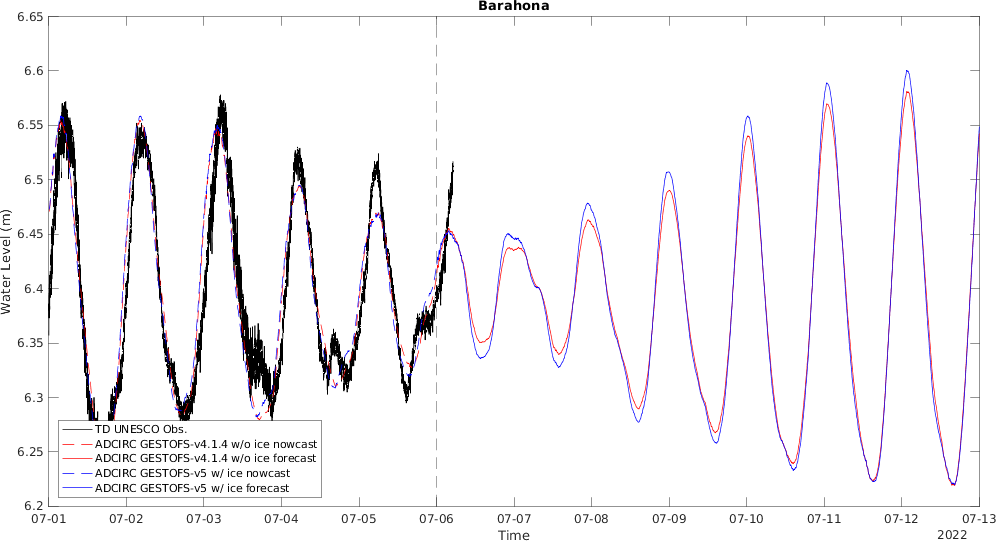 Barahona
Water Level (m)
6.65
6.6
6.55
6.5
6.45
6.4
6.35
6.3
6.25
6.2
TD UNESCO Obs.
ADCIRC GESTOFS-v4.1.4 w/o ice nowcast
ADCIRC GESTOFS-v4.1.4 w/o ice forecast
ADCIRC GESTOFS-v5 w/ ice nowcast
ADCIRC GESTOFS-v5 w/ ice forecast
07-01 07-02 07-03 07-04 07-05 07-06 07-07 07-08 07-09 07-10 07-11 07-12 07-13
Time
2022